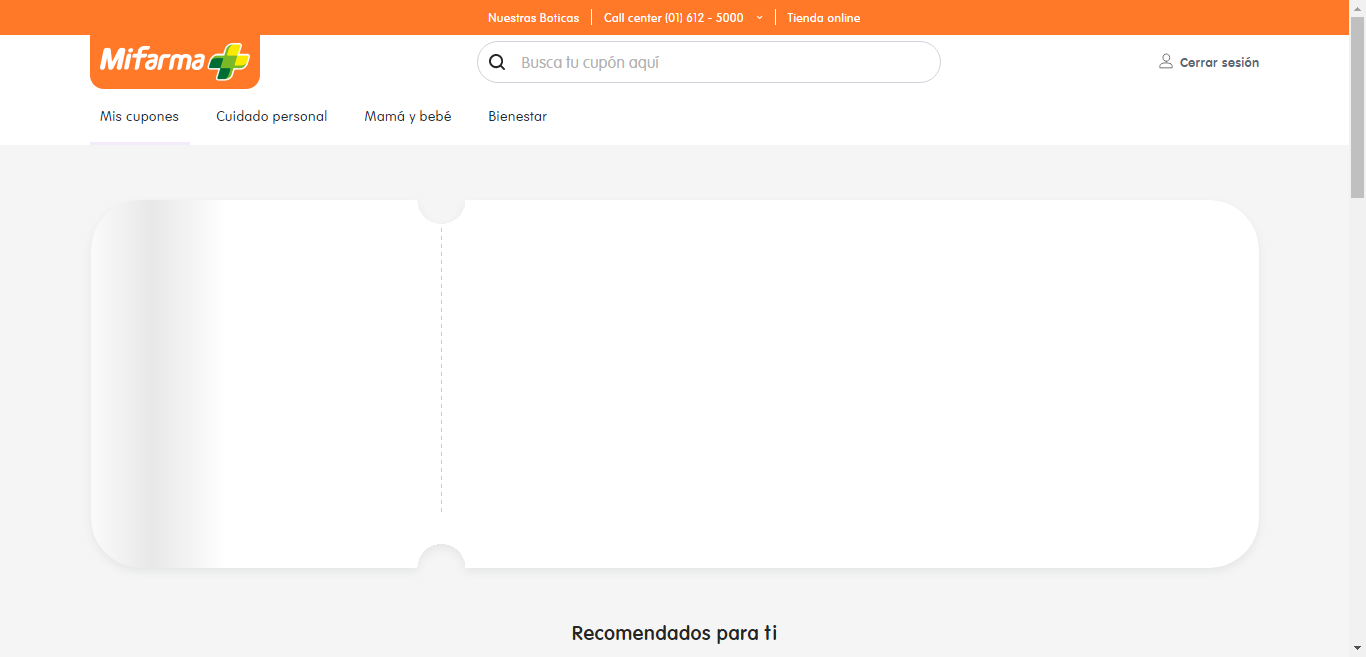 Nuestras Boticas
Call center (01) 612 - 5000
Tienda online
Mifarma
Busca tu cupón aquí
Cerrar sesión
Mis cupones
Cuidado personal
Mamá y bebé
Bienestar
Recomendados para ti